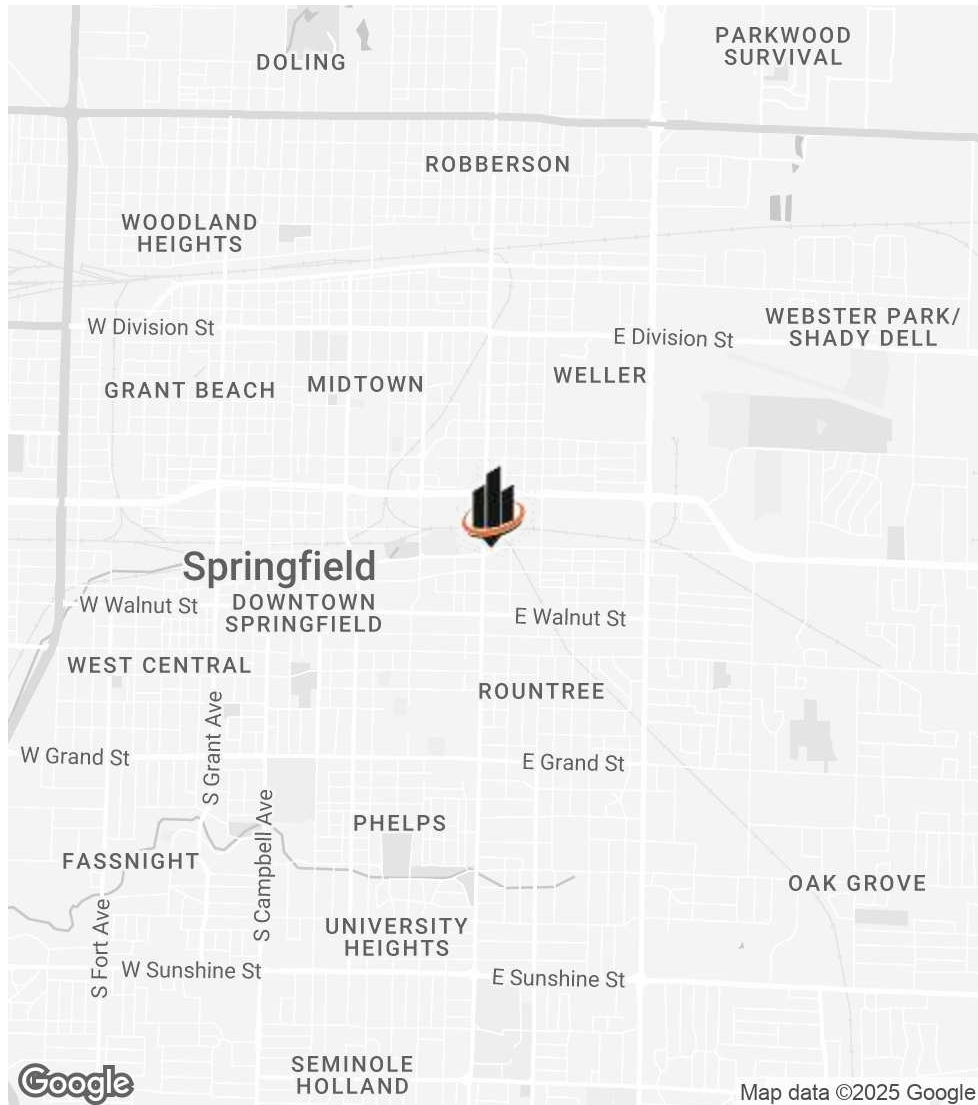 PARKWOOD
SURVIVAL
DOLING
ROBBERSON
WOODLAND
HEIGHTS
W Division St
E Division St
WEBSTER PARK/
SHADY DELL
GRANT BEACH
MIDTOWN
WELLER
Springfield
W Walnut St
DOWNTOWN
SPRINGFIELD
E Walnut St
WEST CENTRAL
ROUNTREE
S Grant Ave
W Grand St
E Grand St
S Campbell Ave
PHELPS
FASSNIGHT
OAK GROVE
S Fort Ave
UNIVERSITY
HEIGHTS
W Sunshine St
E Sunshine St
SEMINOLE
HOLLAND
Google
Map data ©2025 Google